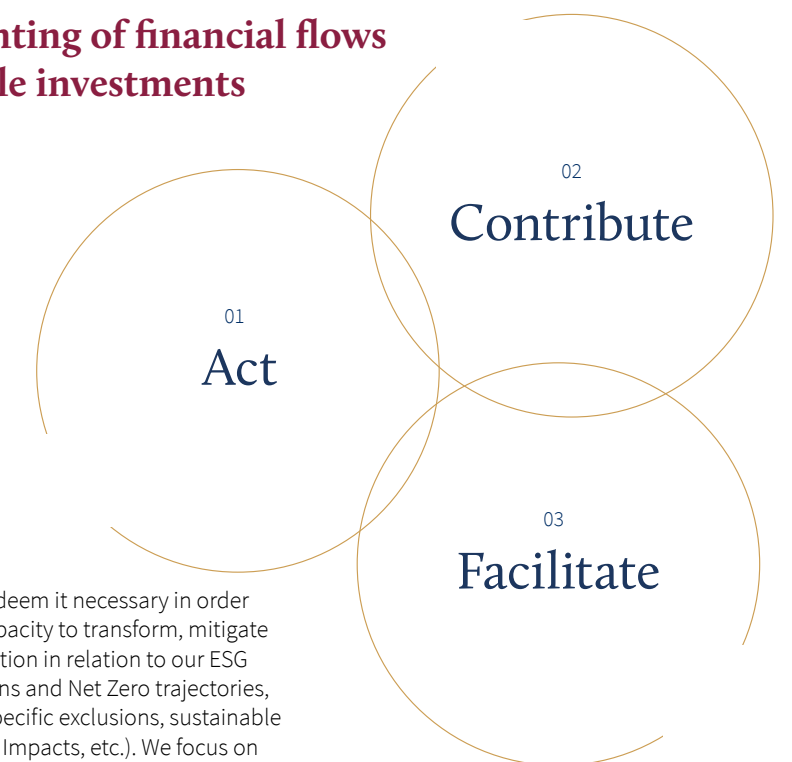 nting of financial flows
le investments
02
Contribute
01
Act
03
Facilitate
deem it necessary in order
pacity to transform, mitigate
tion in relation to our ESG
ns and Net Zero trajectories,
pecific exclusions, sustainable
Impacts, etc.). We focus on